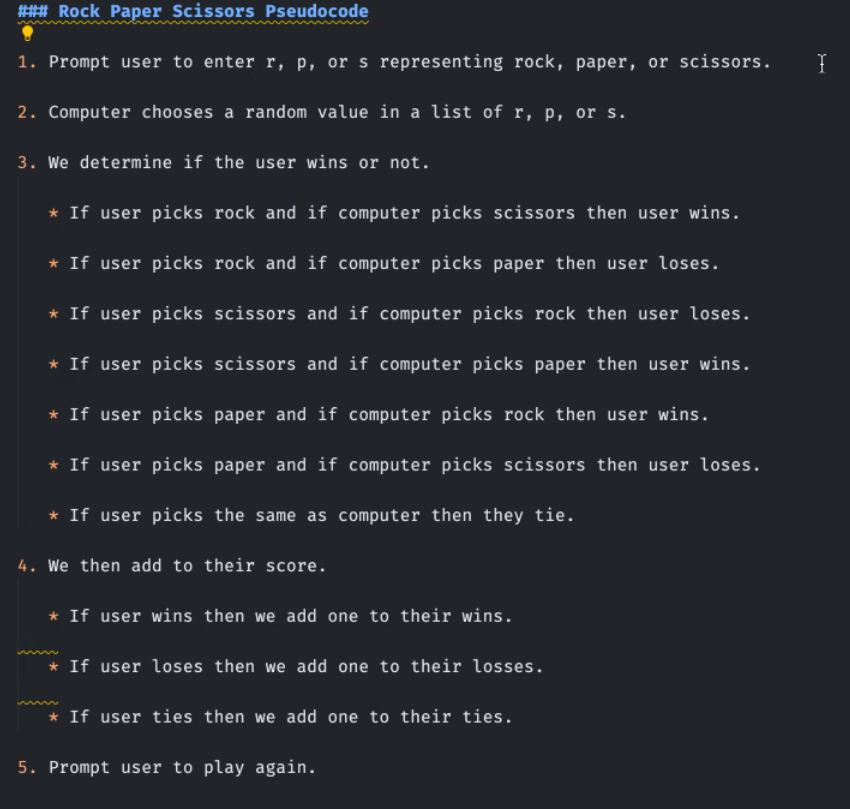 ### Rock Paper Scissors Pseudocode
1. Prompt user to enter r, p, or s representing rock, paper, or scissors.
2. Computer chooses a random value in a list of r, p, or s.
3. We determine if the user wins or not.
* If user picks rock and if computer picks scissors then user wins.
* If user picks rock and if computer picks paper then user loses.
* If user picks scissors and if computer picks rock then user loses.
* If user picks scissors and if computer picks paper then user wins.
* If user picks paper and if computer picks rock then user wins.
* If user picks paper and if computer picks scissors then user loses.
* If user picks the same as computer then they tie.
4. We then add to their score.
* If user wins then we add one to their wins.
* If user loses then we add one to their losses.
* If user ties then we add one to their ties.
5. Prompt user to play again.